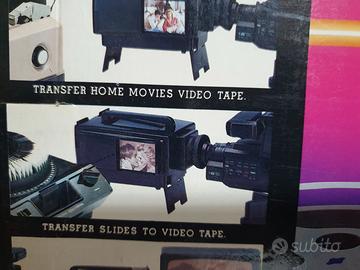 TRANSFER HOME MOVIES VIDEO TAPE.
TRANSFER SLIDES TO VIDEO TAPE.
subito